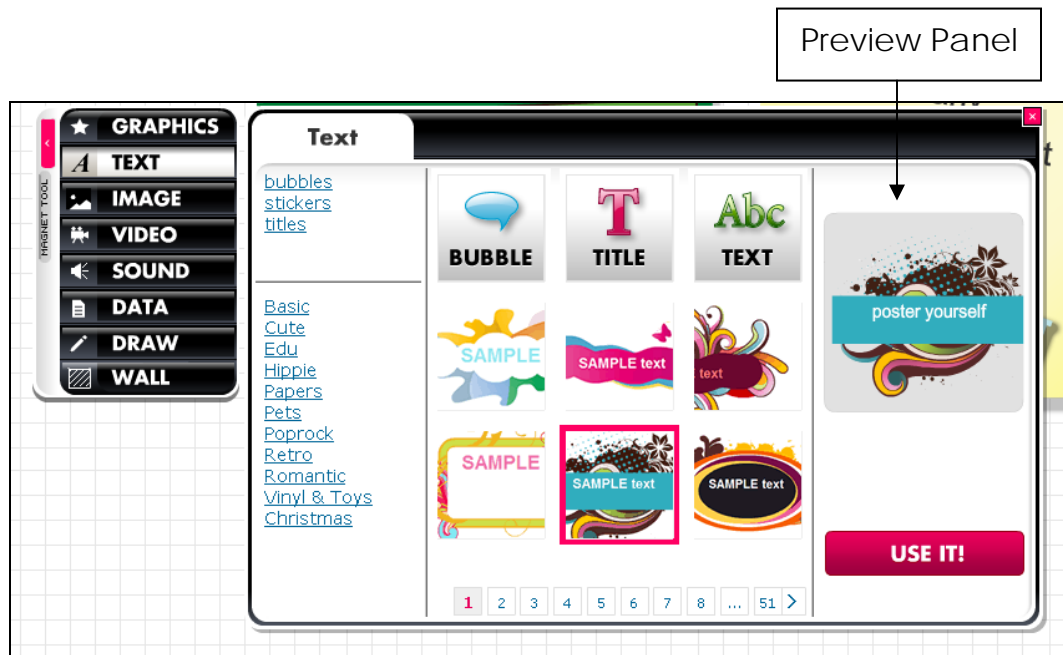 Preview Panel
GRAPHICS
TEXT
IMAGE
VIDEO
SOUND
DATA
DRAW
WALL
MAGNET TOOL
Text
bubbles
stickers
titles
Basic
Cute
Edu
Hippie
Papers
Pets
Poprock
Retro
Romantic
Vinyl & Toys
Christmas
BUBBLE
T
TITLE
Abc
TEXT
SAMPLE
SAMPLE text
text
SAMPLE
SAMPLE text
SAMPLE text
1 2 3 4 5 6 7 8 ... 51 >
poster yourself
USE IT!